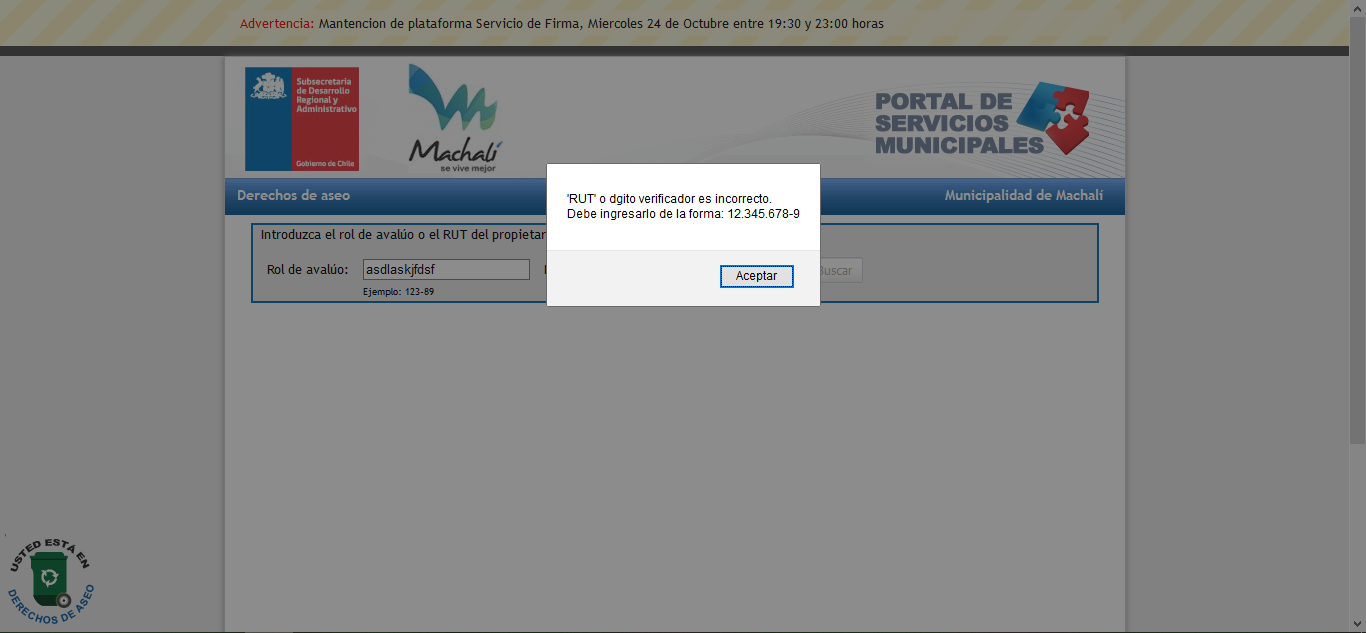 Advertencia: Mantencion de plataforma Servicio de Firma, Miercoles 24 de Octubre entre 19:30 y 23:00 horas
Subsecretaría
de Desarrollo
Regional y
Administrativo
Gobierno de Chile
Machalí
se vive mejor
PORTAL DE
SERVICIOS
MUNICIPALES
Derechos de aseo
Municipalidad de Machalí
'RUT' o dgito verificador es incorrecto.
Debe ingresarlo de la forma: 12.345.678-9
Aceptar
Introduzca el rol de avalúo o el RUT del propietar
Rol de avalúo: asdlaskjfdsf
Ejemplo: 123-89
uscar
USTED ESTÁ EN
DERECHOS DE ASEO